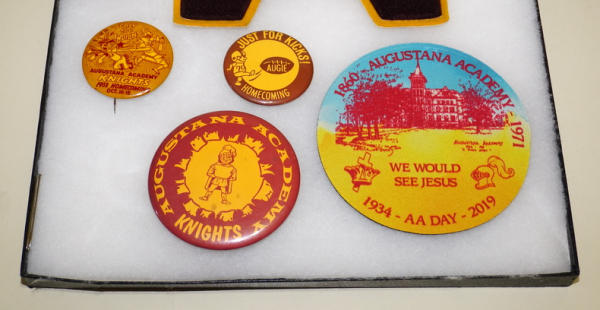 AUGUSTANA ACADEMY
KNIGHTS
1953 HOMECOMING
JUST FOR KICKS!
AUGIE
HOMECOMING
AUGUSTANA ACADEMY
KNIGHTS
1860 - AUGUSTANA ACADEMY - 1971
WE WOULD
SEE JESUS
1934 - AA DAY - 2019